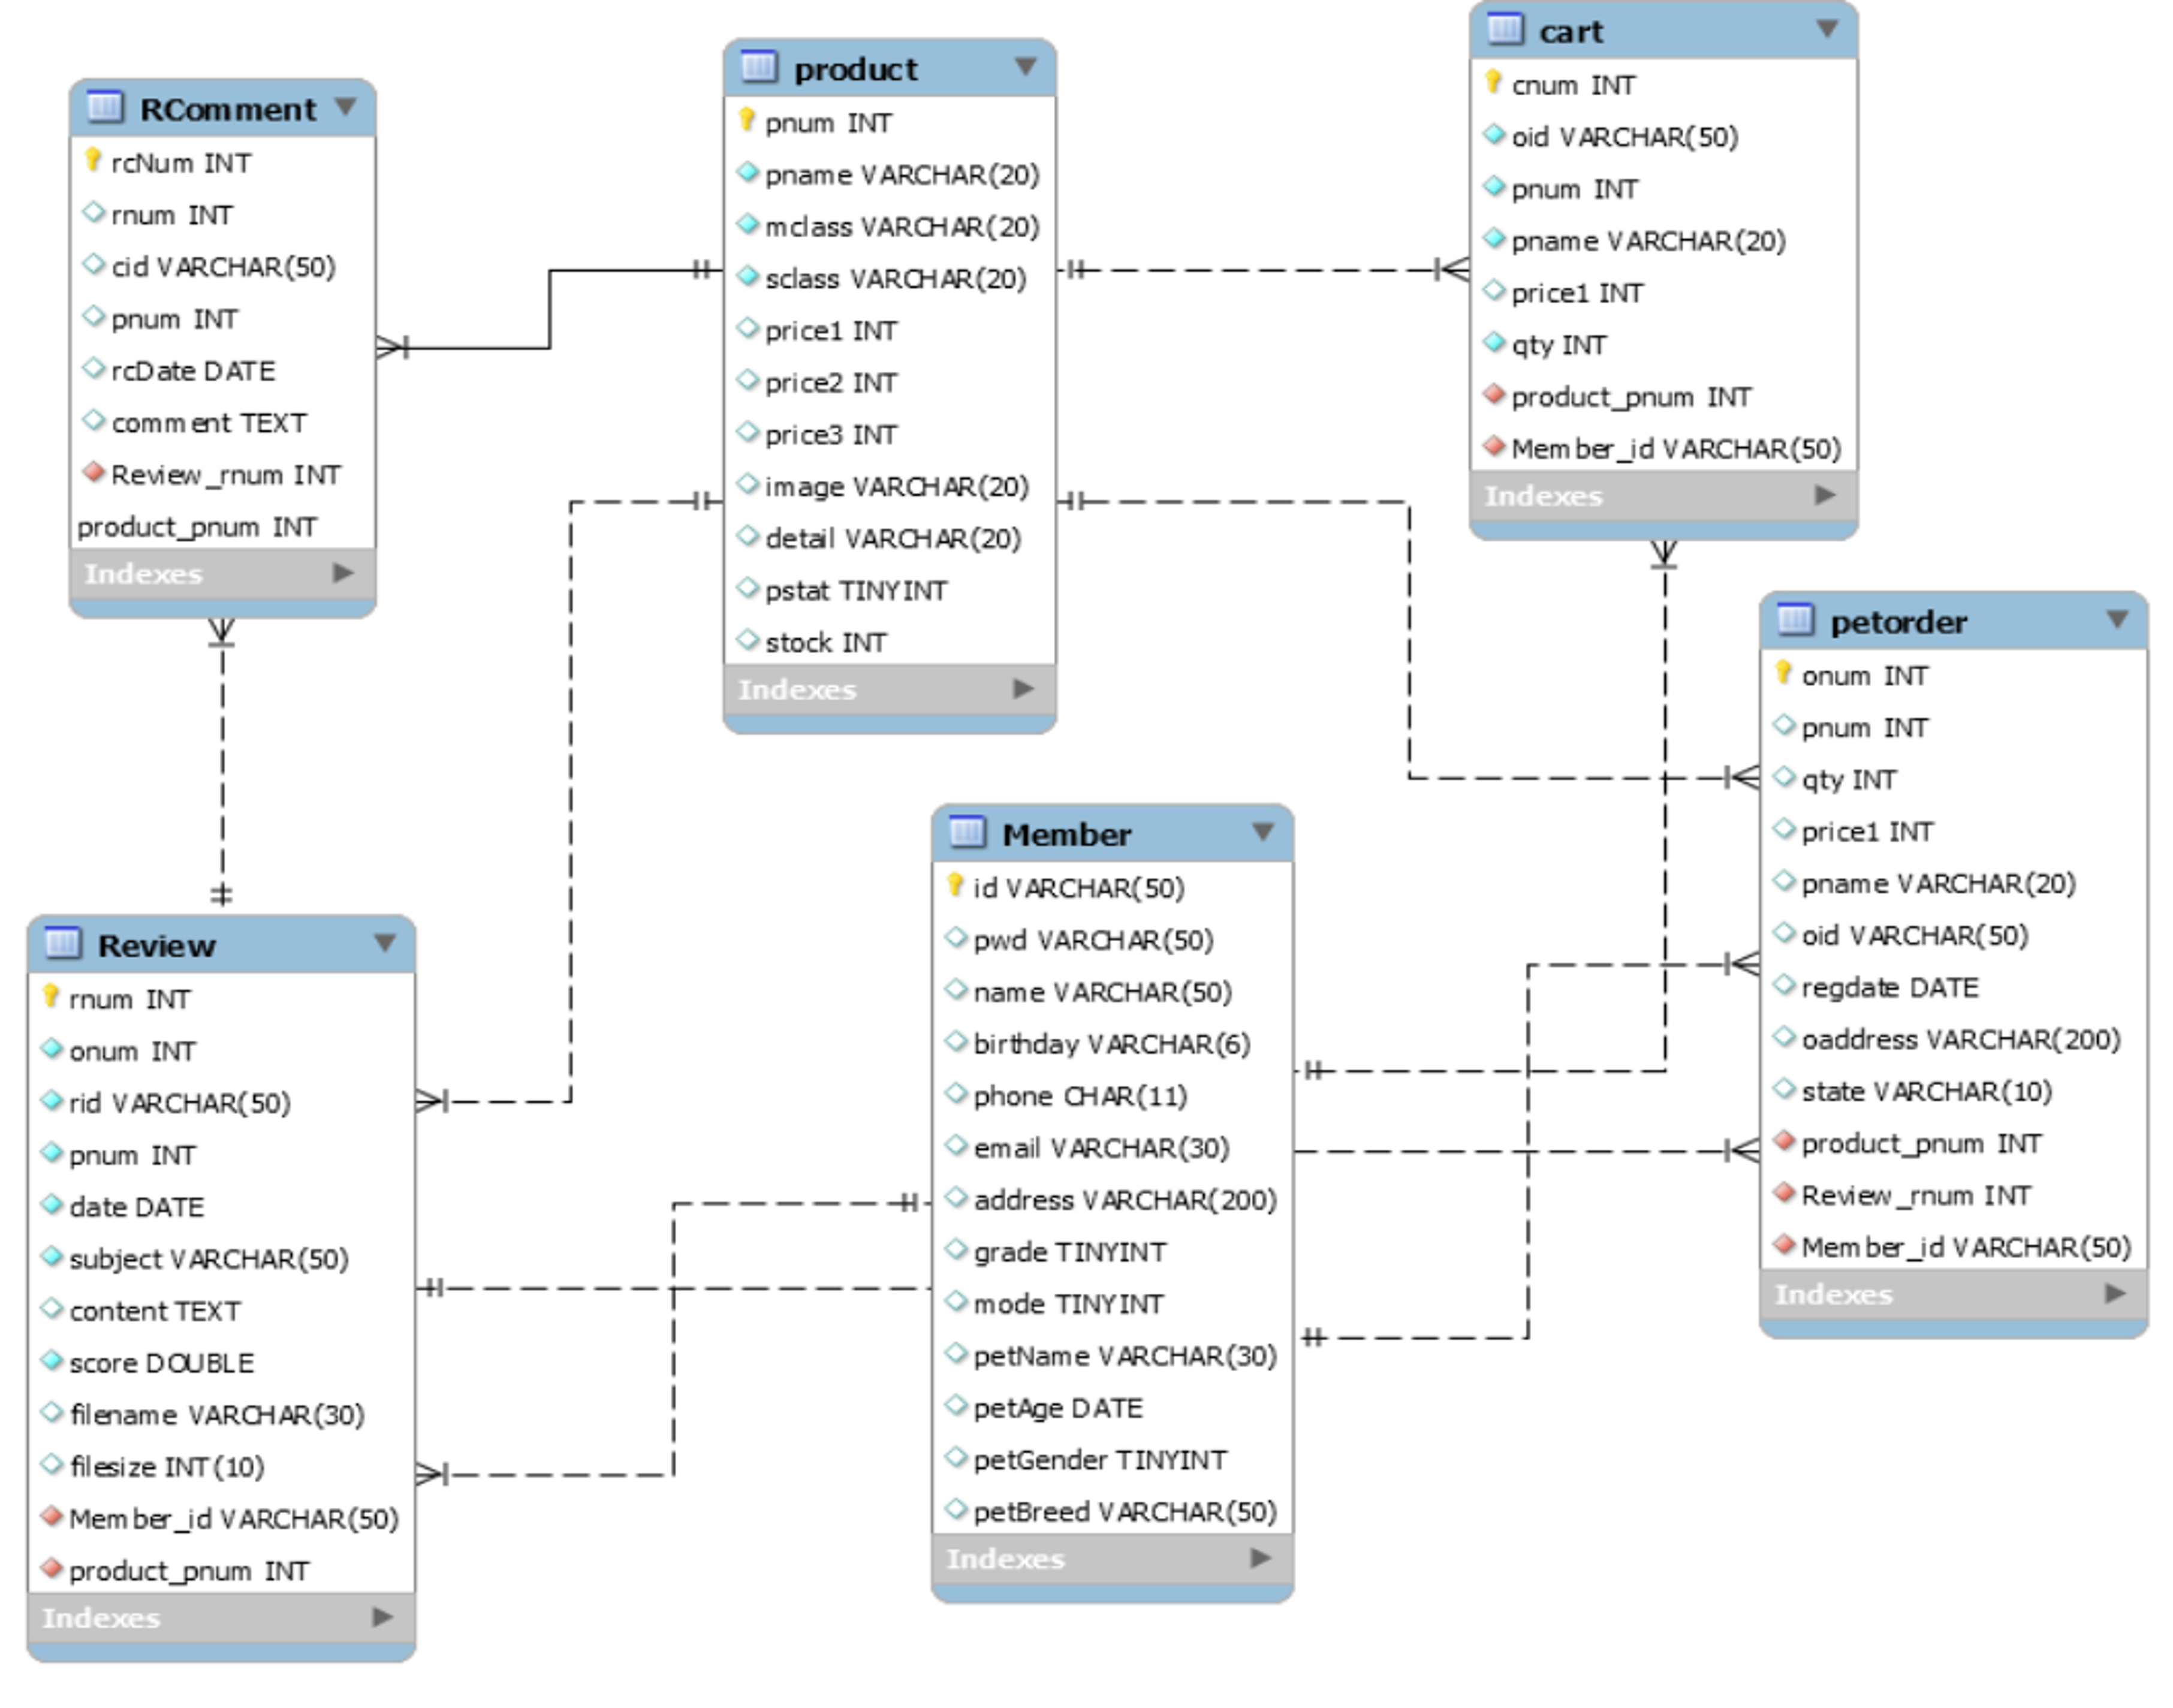 RComment
rcNum INT
rnum INT
cid VARCHAR(50)
pnum INT
rcDate DATE
comment TEXT
Review_rnum INT
product_pnum INT
Indexes
product
pnum INT
pname VARCHAR(20)
mclass VARCHAR(20)
sclass VARCHAR(20)
price1 INT
price2 INT
price3 INT
image VARCHAR(20)
detail VARCHAR(20)
pstat TINYINT
stock INT
Indexes
cart
cnum INT
oid VARCHAR(50)
pnum INT
pname VARCHAR(20)
price1 INT
qty INT
product_pnum INT
Member_id VARCHAR(50)
Indexes
petorder
onum INT
pnum INT
qty INT
price1 INT
pname VARCHAR(20)
oid VARCHAR(50)
regdate DATE
oaddress VARCHAR(200)
state VARCHAR(10)
product_pnum INT
Review_rnum INT
Member_id VARCHAR(50)
Indexes
Member
id VARCHAR(50)
pwd VARCHAR(50)
name VARCHAR(50)
birthday VARCHAR(6)
phone CHAR(11)
email VARCHAR(30)
address VARCHAR(200)
grade TINYINT
mode TINYINT
petName VARCHAR(30)
petAge DATE
petGender TINYINT
petBreed VARCHAR(50)
Indexes
Review
rnum INT
onum INT
rid VARCHAR(50)
pnum INT
date DATE
subject VARCHAR(50)
content TEXT
score DOUBLE
filename VARCHAR(30)
filesize INT(10)
Member_id VARCHAR(50)
product_pnum INT
Indexes